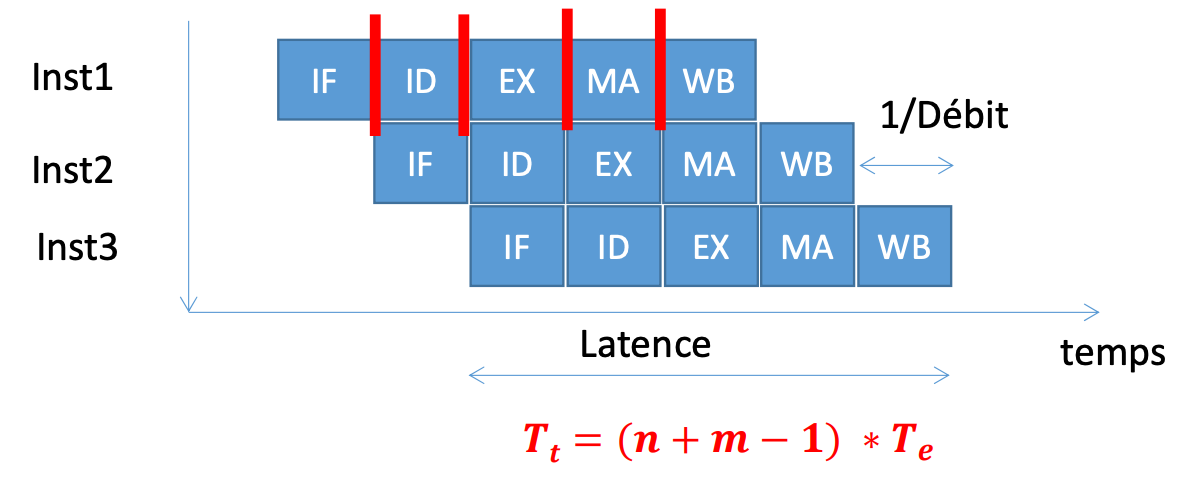 Inst1 IF ID EX MA WB
1/Débit
Inst2 IF ID EX MA WB
Inst3 IF ID EX MA WB
Latence
temps
T_t = (n + m − 1) * T_e